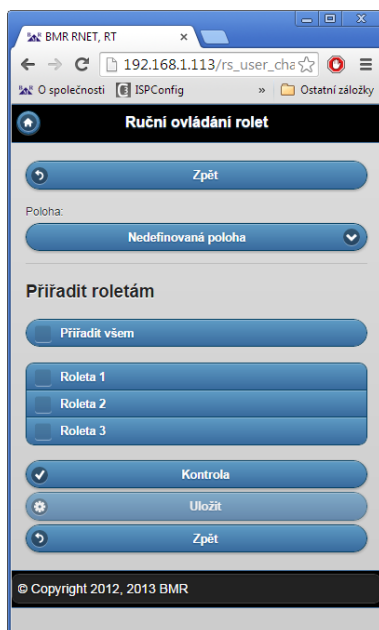 BMR RNET, RT
192.168.1.113/rs_user_cha
O společnosti ISPConfig » Ostatní záložky
Ruční ovládání rolet
Zpět
Poloha:
Nedefinovaná poloha
Přiřadit roletám
Přiřadit všem
Roleta 1
Roleta 2
Roleta 3
Kontrola
Uložit
Zpět
© Copyright 2012, 2013 BMR